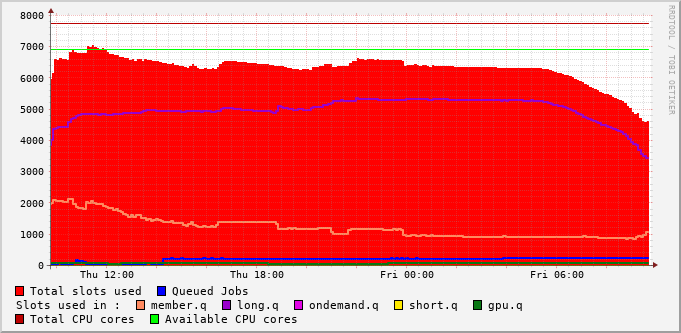 8000
7000
6000
5000
4000
3000
2000
1000
0
Thu 12:00 Thu 18:00 Fri 00:00 Fri 06:00
RRDTOOL / TOBI OETIKER
Total slots used Queued Jobs
Slots used in : member.q long.q ondemand.q short.q gpu.q
Total CPU cores Available CPU cores